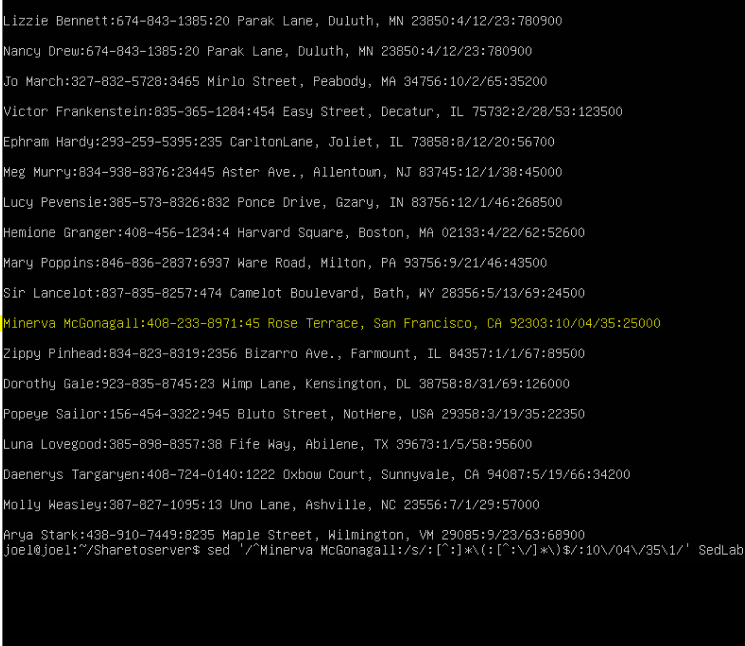 Lizzie Bennett:674-843-1385:20 Parak Lane, Duluth, MN 23850:4/12/23:780900
Nancy Drew:674-843-1385:20 Parak Lane, Duluth, MN 23850:4/12/23:780900
Jo March:327-832-5728:3465 Mirlo Street, Peabody, MA 34756:10/2/65:35200
Victor Frankenstein:835-365-1284:454 Easy Street, Decatur, IL 75732:2/28/53:123500
Ephram Hardy:293-259-5395:235 CarltonLane, Joliet, IL 73858:8/12/20:56700
Meg Murry:834-938-8376:23445 Aster Ave., Allentown, NJ 83745:12/1/38:45000
Lucy Pevensie:385-573-8326:832 Ponce Drive, Gzary, IN 83756:12/1/46:268500
Hemione Granger:408-456-1234:4 Harvard Square, Boston, MA 02133:4/22/62:52600
Mary Poppins:846-836-2837:6937 Ware Road, Milton, PA 93756:9/21/46:43500
Sir Lancelot:837-835-8257:474 Camelot Boulevard, Bath, WY 28356:5/13/69:24500
Minerva McGonagall:408-233-8971:45 Rose Terrace, San Francisco, CA 92303:10/04/35:25000
Zippy Pinhead:834-823-8319:2356 Bizarro Ave., Farmount, IL 84357:1/1/67:89500
Dorothy Gale:923-835-8745:23 Wimp Lane, Kensington, DL 38758:8/31/69:126000
Popeye Sailor:156-454-3322:945 Bluto Street, NotHere, USA 29358:3/19/35:22350
Luna Lovegood:385-898-8357:38 Fife Way, Abilene, TX 39673:1/5/58:95600
Daenerys Targaryen:408-724-0140:1222 Oxbow Court, Sunnyvale, CA 94087:5/19/66:34200
Molly Weasley:387-827-1095:13 Uno Lane, Ashville, NC 23556:7/1/29:57000
Arya Stark:438-910-7449:8235 Maple Street, Wilmington, VM 29085:9/23/63:68900
joel@joel:~/Sharetoserver$ sed '/^Minerva McGonagall:/s/:[^:]*\(:[^:\/]*\)$/:10\/04\/35\1/' SedLab